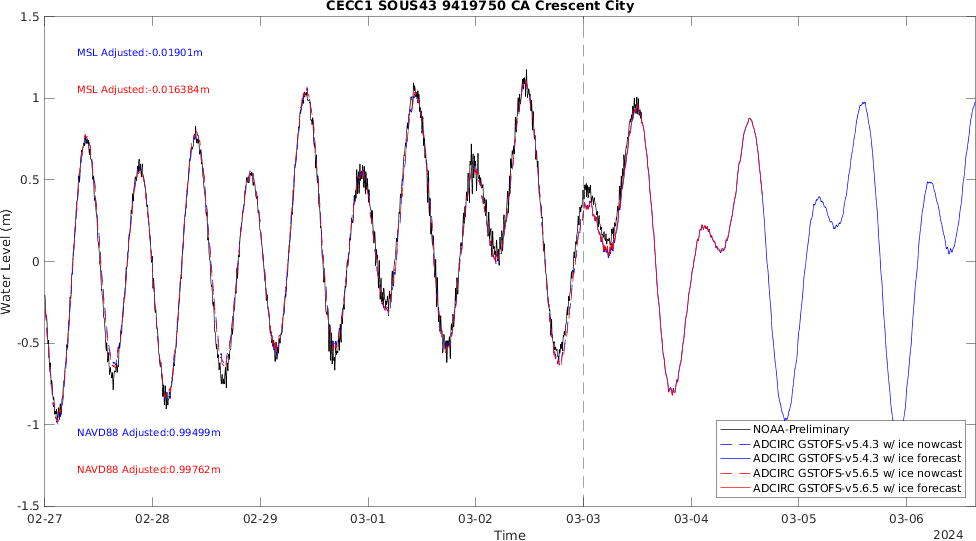 CECC1 SOUS43 9419750 CA Crescent City
1.5
MSL Adjusted:-0.01901m
MSL Adjusted:-0.016384m
1
0.5
0
Water Level (m)
-0.5
-1
NAVD88 Adjusted:0.99499m
NAVD88 Adjusted:0.99762m
-1.5
NOAA-Preliminary
ADCIRC GSTOFS-v5.4.3 w/ ice nowcast
ADCIRC GSTOFS-v5.4.3 w/ ice forecast
ADCIRC GSTOFS-v5.6.5 w/ ice nowcast
ADCIRC GSTOFS-v5.6.5 w/ ice forecast
02-27 02-28 02-29 03-01 03-02 03-03 03-04 03-05 03-06
Time
2024